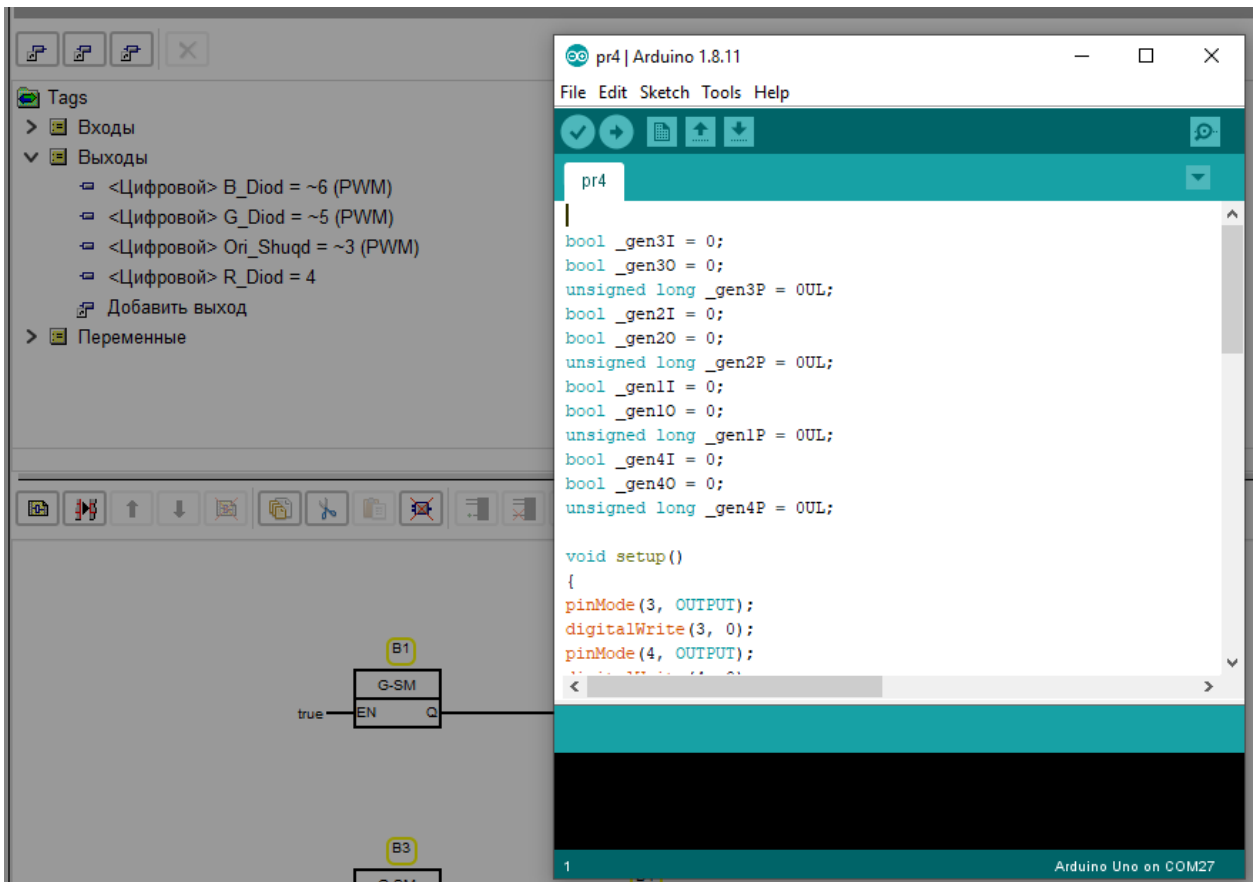 Tags
Входы
Выходы
<Цифровой> B_Diod = ~6 (PWM)
<Цифровой> G_Diod = ~5 (PWM)
<Цифровой> Ori_Shuqd = ~3 (PWM)
<Цифровой> R_Diod = 4
Добавить выход
Переменные
B1
G-SM
true
EN Q
B3
pr4 | Arduino 1.8.11
File Edit Sketch Tools Help
pr4
bool _gen3I = 0;
bool _gen3O = 0;
unsigned long _gen3P = 0UL;
bool _gen2I = 0;
bool _gen2O = 0;
unsigned long _gen2P = 0UL;
bool _gen1I = 0;
bool _gen1O = 0;
unsigned long _gen1P = 0UL;
bool _gen4I = 0;
bool _gen4O = 0;
unsigned long _gen4P = 0UL;
void setup()
{
pinMode(3, OUTPUT);
digitalWrite(3, 0);
pinMode(4, OUTPUT);
1
Arduino Uno on COM27